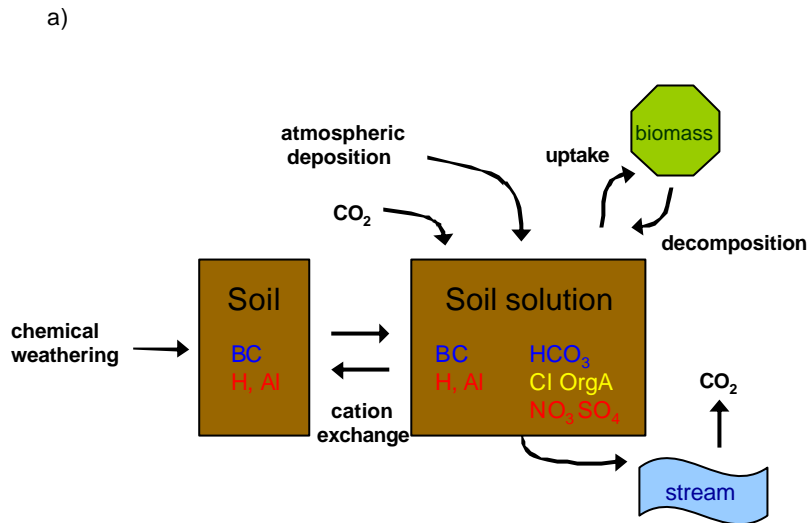 a)
atmospheric
deposition
CO₂
uptake
biomass
decomposition
chemical
weathering
Soil
BC
H, Al
cation
exchange
Soil solution
BC HCO₃
H, Al Cl OrgA
NO₃ SO₄
CO₂
stream